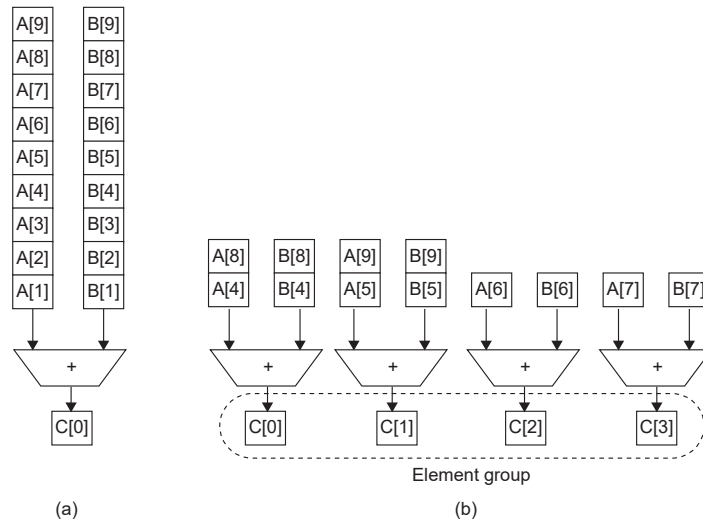 A[9] B[9]
A[8] B[8]
A[7] B[7]
A[6] B[6]
A[5] B[5]
A[4] B[4]
A[3] B[3]
A[2] B[2]
A[1] B[1]
+
C[0]
(a)
A[8] B[8] A[9] B[9]
A[4] B[4] A[5] B[5] A[6] B[6] A[7] B[7]
+ + + +
C[0] C[1] C[2] C[3]
Element group
(b)